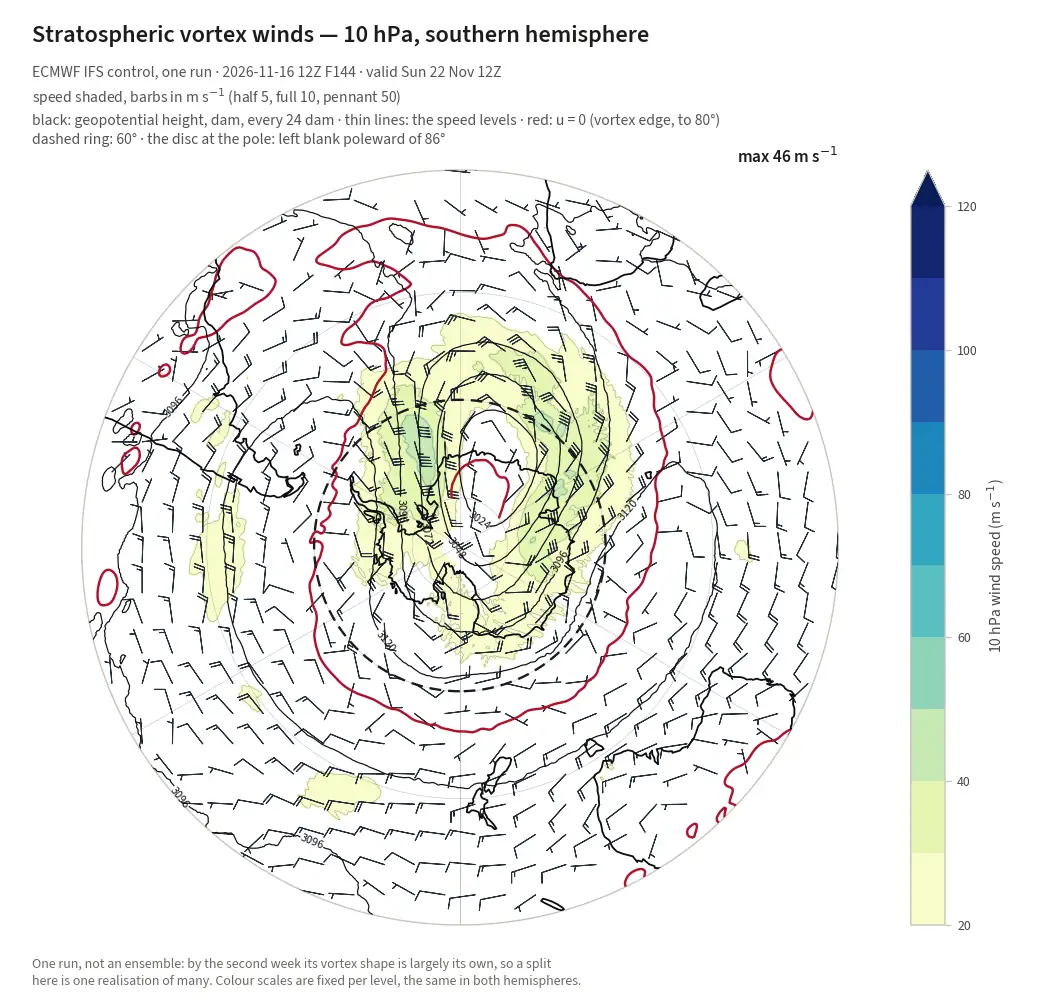 Stratospheric vortex winds — 10 hPa, southern hemisphere
ECMWF IFS control, one run · 2026-11-16 12Z F144 · valid Sun 22 Nov 12Z
speed shaded, barbs in m s⁻¹ (half 5, full 10, pennant 50)
black: geopotential height, dam, every 24 dam · thin lines: the speed levels · red: u = 0 (vortex edge, to 80°)
dashed ring: 60° · the disc at the pole: left blank poleward of 86°
max 46 m s⁻¹
120
100
80
60
40
20
10 hPa wind speed (m s⁻¹)
3096
3120
3024
3048
3096
3120
3096
3096
One run, not an ensemble: by the second week its vortex shape is largely its own, so a split
here is one realisation of many. Colour scales are fixed per level, the same in both hemispheres.